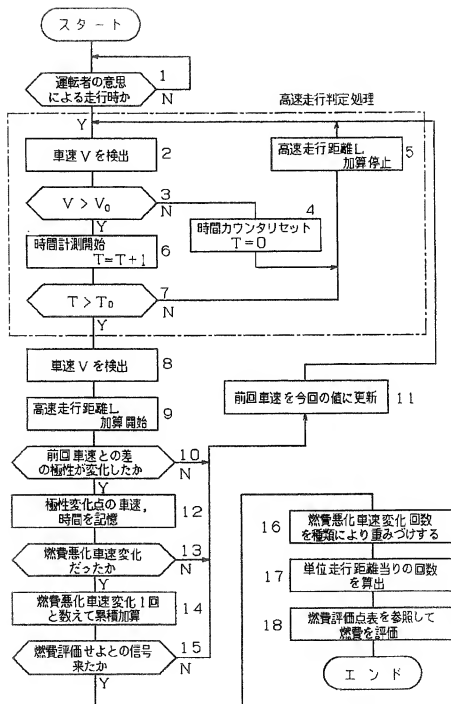 スタート
運転者の意思
による走行時か
1
N
Y
高速走行判定処理
車速Vを検出
2
高速走行距離L
加算停止
5
V>V₀
3
N
Y
時間カウンタリセット
T=0
4
時間計測開始
T=T+1
6
T>T₀
7
N
Y
車速Vを検出
8
高速走行距離L
加算開始
9
前回車速を今回の値に更新
11
前回車速との差
の極性が変化したか
10
N
Y
極性変化点の車速,
時間を記憶
12
燃費悪化車速変化
だったか
13
N
Y
燃費悪化車速変化1回
と数えて累積加算
14
燃費評価せよとの信号
来たか
15
N
Y
16
燃費悪化車速変化回数
を種類により重みづけする
17
単位走行距離当りの回数
を算出
18
燃費評価点表を参照して
燃費を評価
エンド